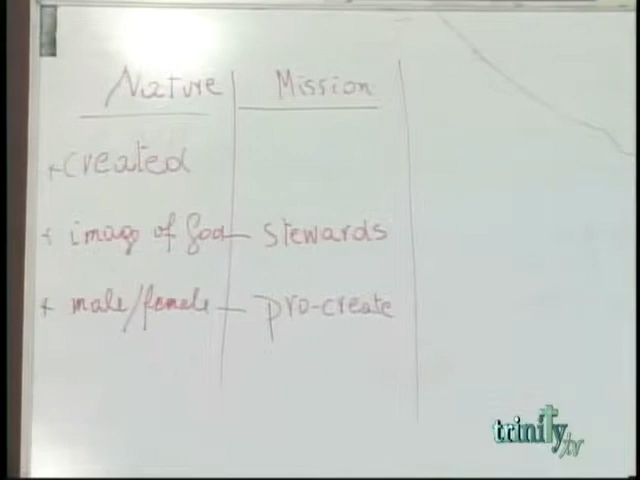 Nature Mission
+ created
+ image of God — stewards
+ male/female — pro-create
trinity tv